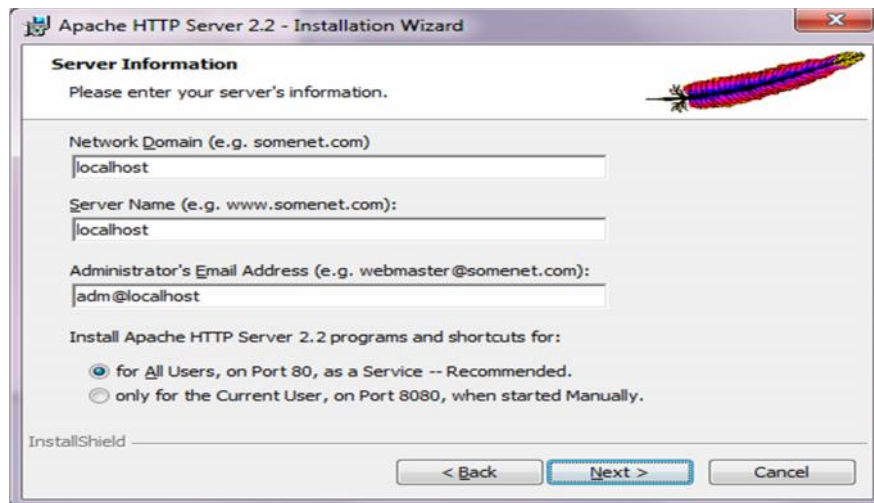 Apache HTTP Server 2.2 - Installation Wizard
Server Information
Please enter your server's information.
Network Domain (e.g. somenet.com)
localhost
Server Name (e.g. www.somenet.com):
localhost
Administrator's Email Address (e.g. webmaster@somenet.com):
adm@localhost
Install Apache HTTP Server 2.2 programs and shortcuts for:
for All Users, on Port 80, as a Service -- Recommended.
only for the Current User, on Port 8080, when started Manually.
InstallShield
< Back
Next >
Cancel